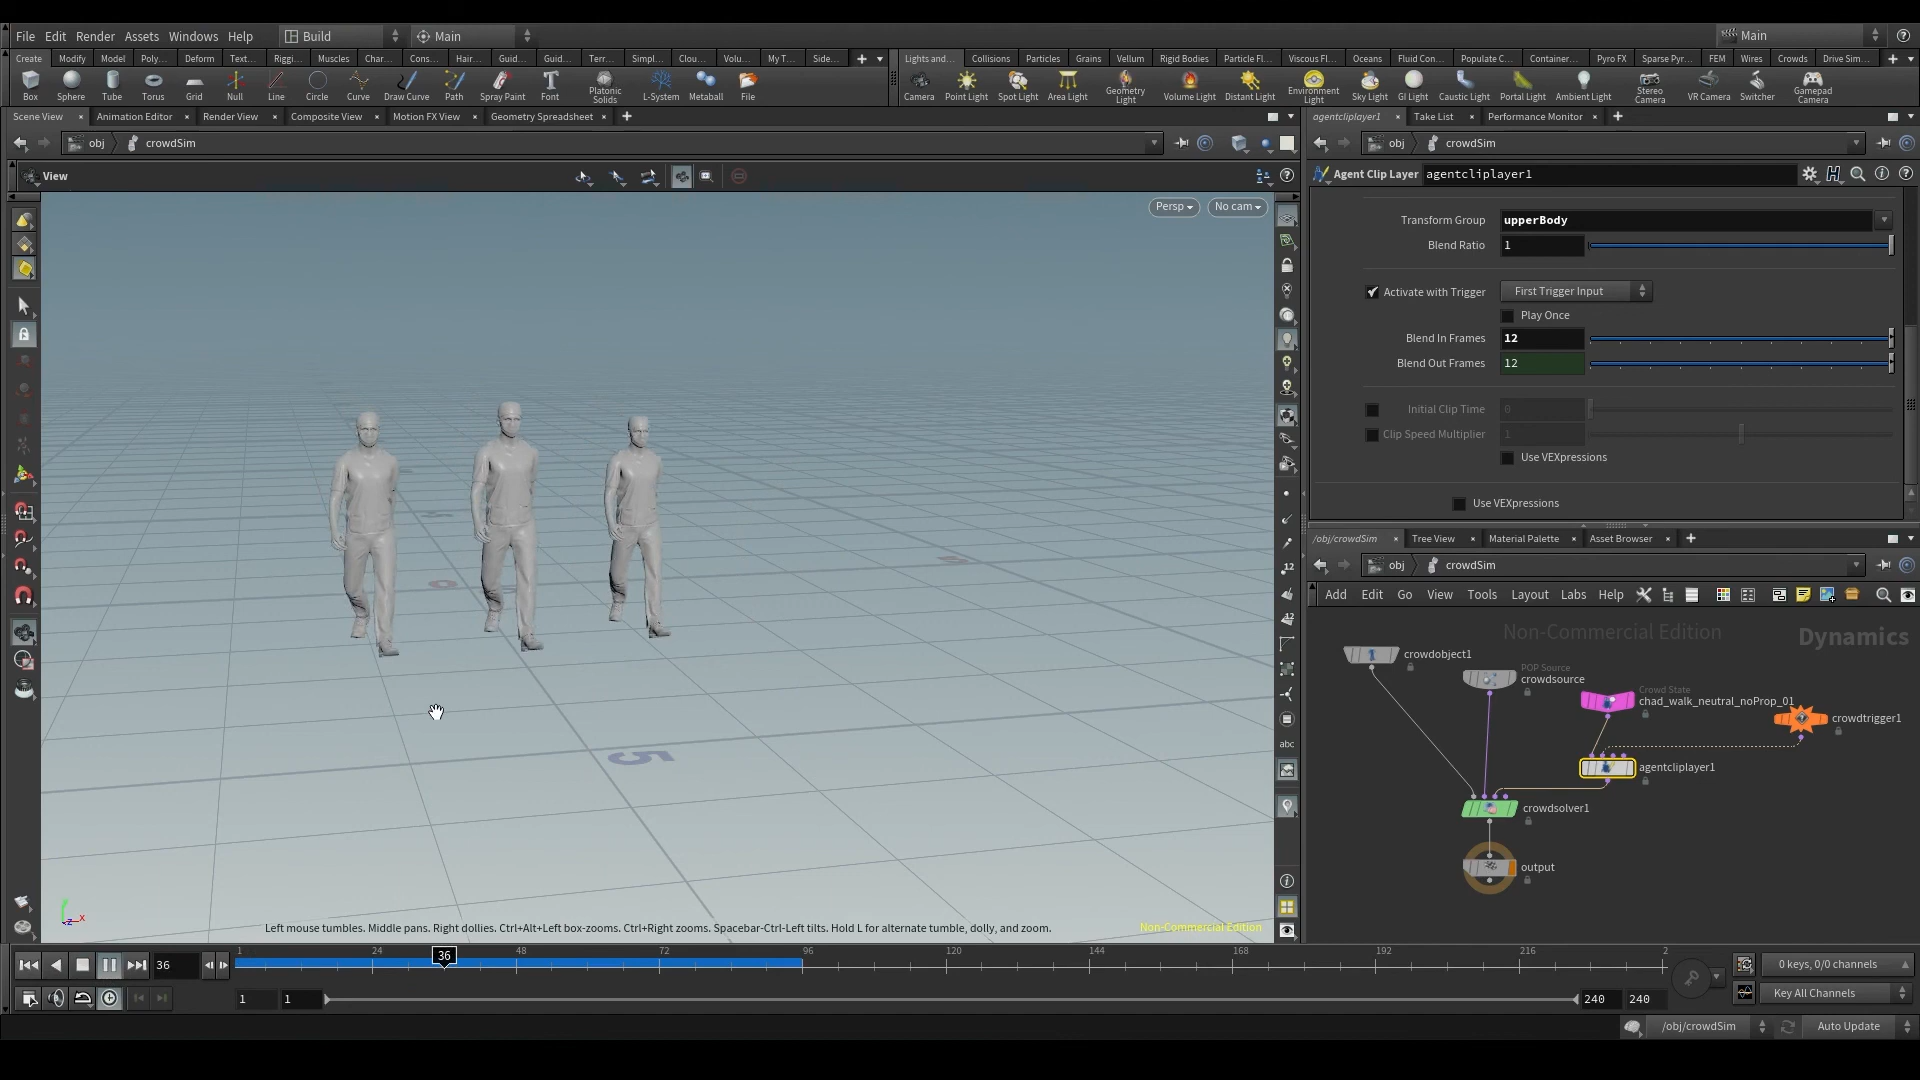 File Edit Render Assets Windows Help Build Main Main
Create Modify Model Poly... Deform Text... Riggi... Muscles Char... Cons... Hair... Guid... Guid... Terr... Simpl... Clou... Volu... My T... Side...
Lights and... Collisions Particles Grains Vellum Rigid Bodies Particle Fl... Viscous Fl... Oceans Fluid Con... Populate C... Container... Pyro FX Sparse Pyr... FEM Wires Crowds Drive Sim...
Box Sphere Tube Torus Grid Null Line Circle Curve Draw Curve Path Spray Paint Font Platonic Solids L-System Metaball File
Camera Point Light Spot Light Area Light Geometry Light Volume Light Distant Light Environment Light Sky Light GI Light Caustic Light Portal Light Ambient Light Stereo Camera VR Camera Switcher Gamepad Camera
Scene View Animation Editor Render View Composite View Motion FX View Geometry Spreadsheet
agentcliplayer1 Take List Performance Monitor
obj crowdSim
obj crowdSim
View
Agent Clip Layer agentcliplayer1
Persp No cam
Transform Group upperBody
Blend Ratio 1
Activate with Trigger First Trigger Input
Play Once
Blend In Frames 12
Blend Out Frames 12
Initial Clip Time 0
Clip Speed Multiplier 1
Use VEXpressions
Use VEXpressions
/obj/crowdSim Tree View Material Palette Asset Browser
obj crowdSim
Add Edit Go View Tools Layout Labs Help
Non-Commercial Edition Dynamics
crowdobject1
POP Source
crowdsource
Crowd State
chad_walk_neutral_noProp_01
crowdtrigger1
agentcliplayer1
crowdsolver1
output
5
abc
Left mouse tumbles. Middle pans. Right dollies. Ctrl+Alt+Left box-zooms. Ctrl+Right zooms. Spacebar-Ctrl-Left tilts. Hold L for alternate tumble, dolly, and zoom.
Non-Commercial Edition
36 1 24 36 48 72 96 120 144 168 192 216 2
0 keys, 0/0 channels
1 1 240 240
Key All Channels
/obj/crowdSim Auto Update